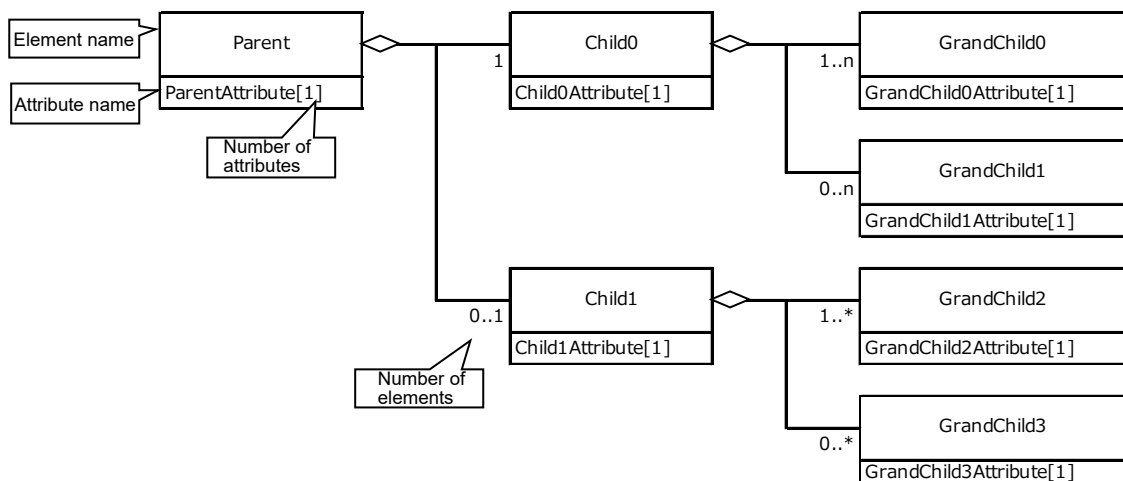 Element name
Parent
Child0
GrandChild0
1
1..n
Attribute name
ParentAttribute[1]
Child0Attribute[1]
GrandChild0Attribute[1]
Number of
attributes
GrandChild1
0..n
GrandChild1Attribute[1]
Child1
GrandChild2
0..1
1..*
Child1Attribute[1]
GrandChild2Attribute[1]
Number of
elements
GrandChild3
0..*
GrandChild3Attribute[1]